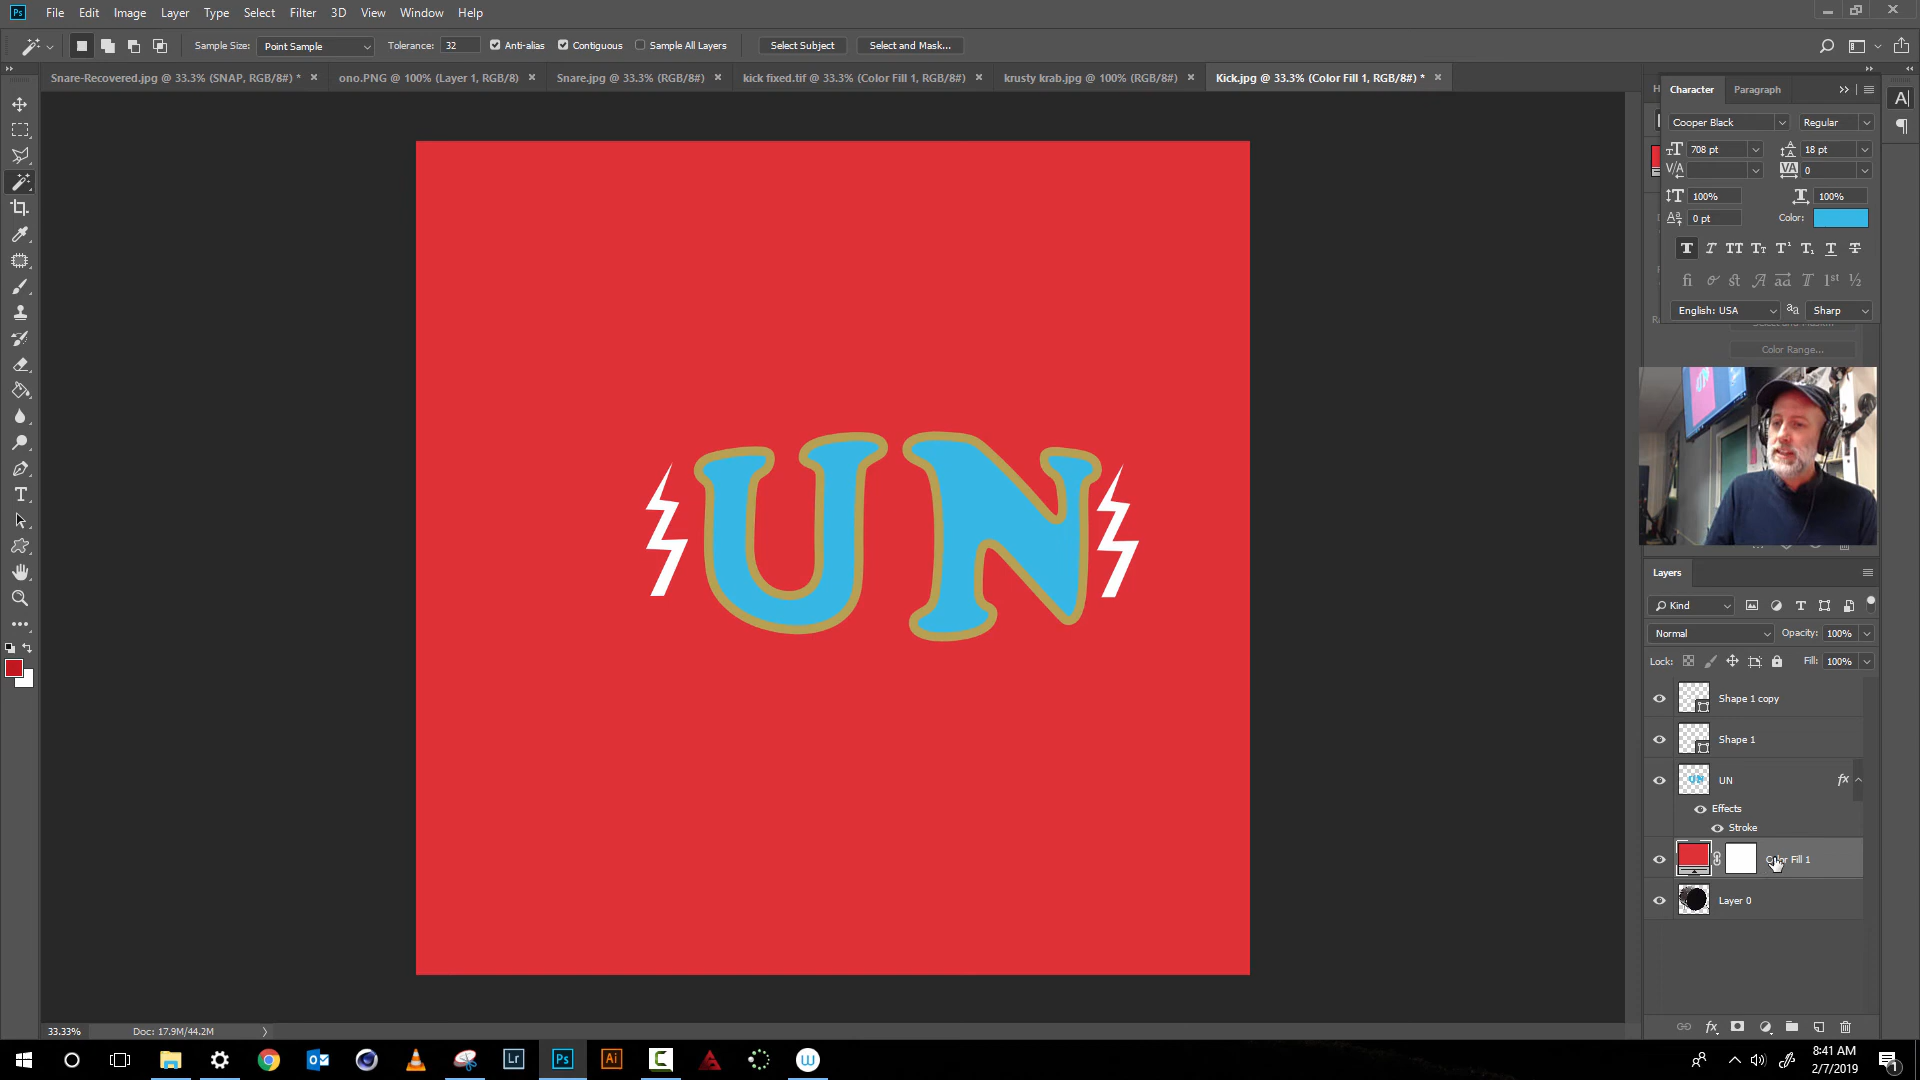 Ps File Edit Image Layer Type Select Filter 3D View Window Help
Sample Size: Point Sample Tolerance: 32 Anti-alias Contiguous Sample All Layers Select Subject Select and Mask...
Snare-Recovered.jpg @ 33.3% (SNAP, RGB/8#) * × ono.PNG @ 100% (Layer 1, RGB/8) × Snare.jpg @ 33.3% (RGB/8#) × kick fixed.tif @ 33.3% (Color Fill 1, RGB/8#) × krusty krab.jpg @ 100% (RGB/8#) × Kick.jpg @ 33.3% (Color Fill 1, RGB/8#) * ×
Character Paragraph
Cooper Black Regular
708 pt 18 pt
0
100% 100%
0 pt Color:
English: USA Sharp
Color Range...
UN
Layers
Kind
Normal Opacity: 100%
Lock: Fill: 100%
Shape 1 copy
Shape 1
UN fx
Effects
Stroke
Color Fill 1
Layer 0
33.33% Doc: 17.9M/44.2M
Lr Ps Ai
8:41 AM
2/7/2019
1